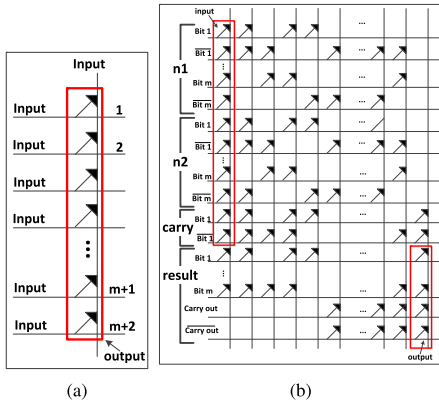 Input
Input
1
Input
2
Input
Input
Input
m+1
Input
m+2
output
(a)
input
n1
Bit 1
Bit 1
Bit m
Bit m
n2
Bit 1
Bit 1
Bit m
Bit m
carry
Bit 1
Bit 1
result
Bit 1
Bit m
Carry out
Carry out
output
(b)